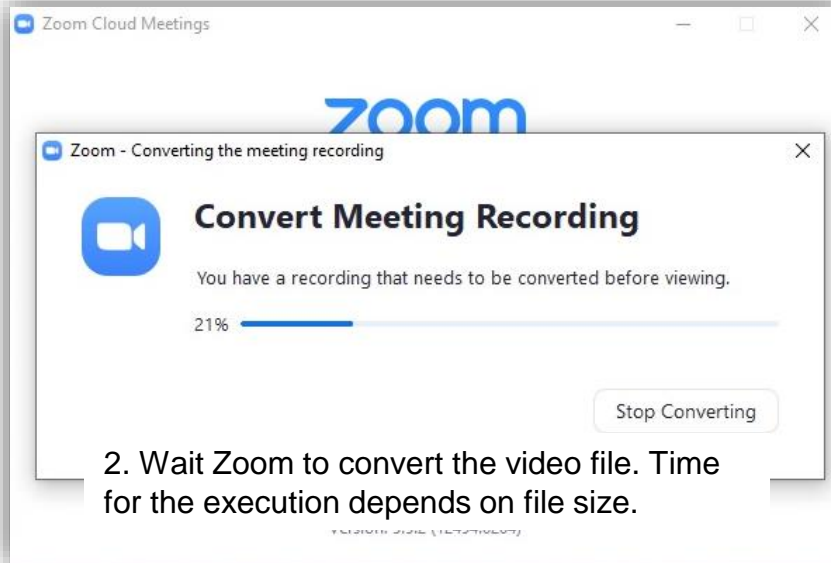 Zoom Cloud Meetings
zoom
Zoom - Converting the meeting recording
Convert Meeting Recording
You have a recording that needs to be converted before viewing.
21%
Stop Converting
2. Wait Zoom to convert the video file. Time
for the execution depends on file size.